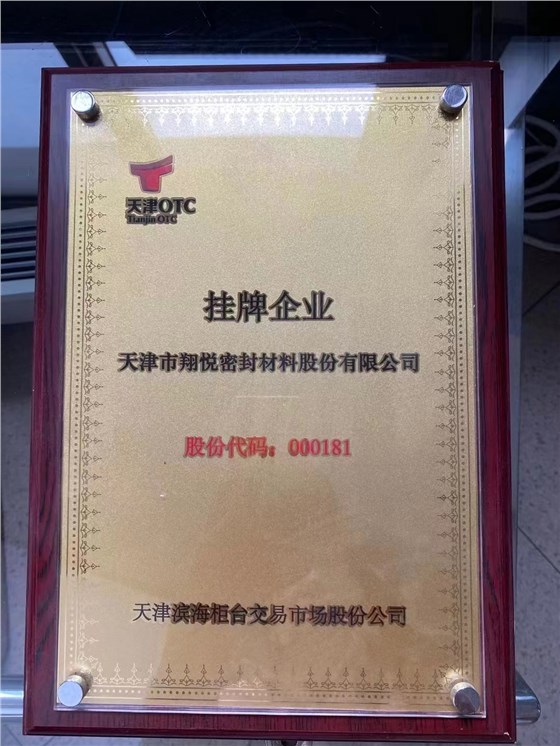 天津OTC
Tianjin OTC
挂牌企业
天津市翔悦密封材料股份有限公司
股份代码：000181
天津滨海柜台交易市场股份公司